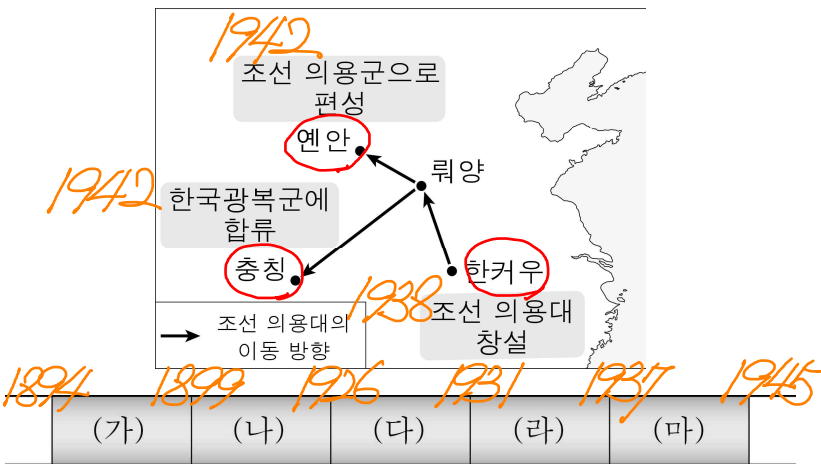 1942
조선 의용군으로
편성
옌안
뤄양
1942
한국광복군에
합류
충칭
한커우
1938
조선 의용대
창설
조선 의용대의
이동 방향
1894 1899 1926 1931 1937 1945
(가) (나) (다) (라) (마)